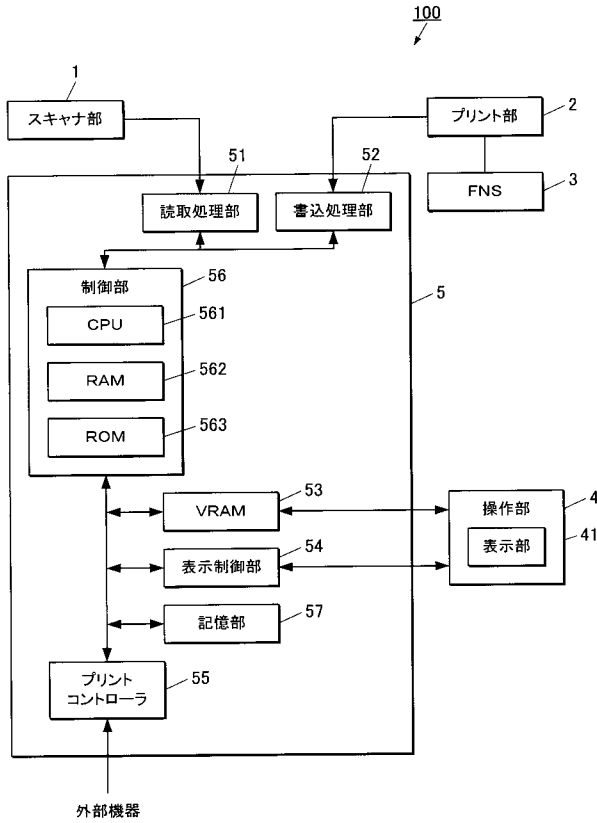 100
1
スキャナ部
プリント部
2
FNS
3
51
52
読取処理部
書込処理部
5
制御部
56
CPU
561
RAM
562
ROM
563
VRAM
53
表示制御部
54
記憶部
57
操作部
4
表示部
41
プリント
コントローラ
55
外部機器